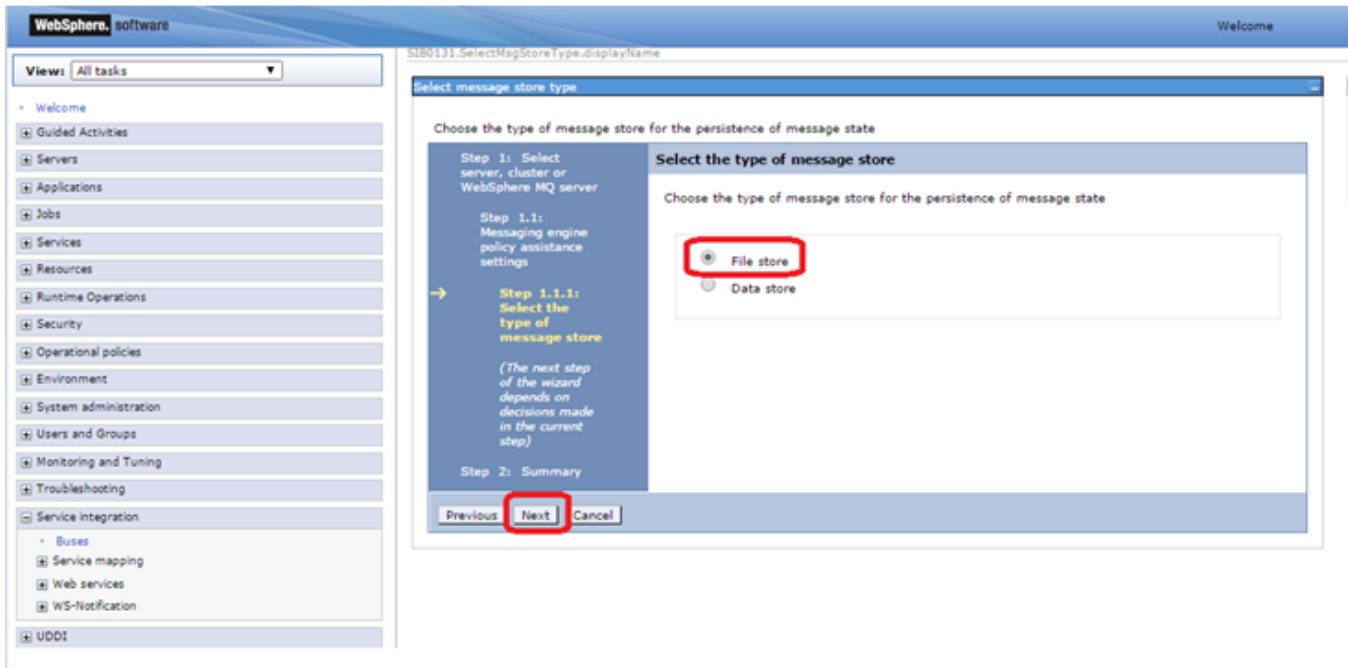 WebSphere. software
Welcome
View: All tasks
Welcome
Guided Activities
Servers
Applications
Jobs
Services
Resources
Runtime Operations
Security
Operational policies
Environment
System administration
Users and Groups
Monitoring and Tuning
Troubleshooting
Service integration
Buses
Service mapping
Web services
WS-Notification
UDDI
SIB0131.SelectMsgStoreType.displayName
Select message store type
Choose the type of message store for the persistence of message state
Step 1: Select
server, cluster or
WebSphere MQ server
Step 1.1:
Messaging engine
policy assistance
settings
Step 1.1.1:
Select the
type of
message store
(The next step
of the wizard
depends on
decisions made
in the current
step)
Step 2: Summary
Select the type of message store
Choose the type of message store for the persistence of message state
File store
Data store
Previous Next Cancel